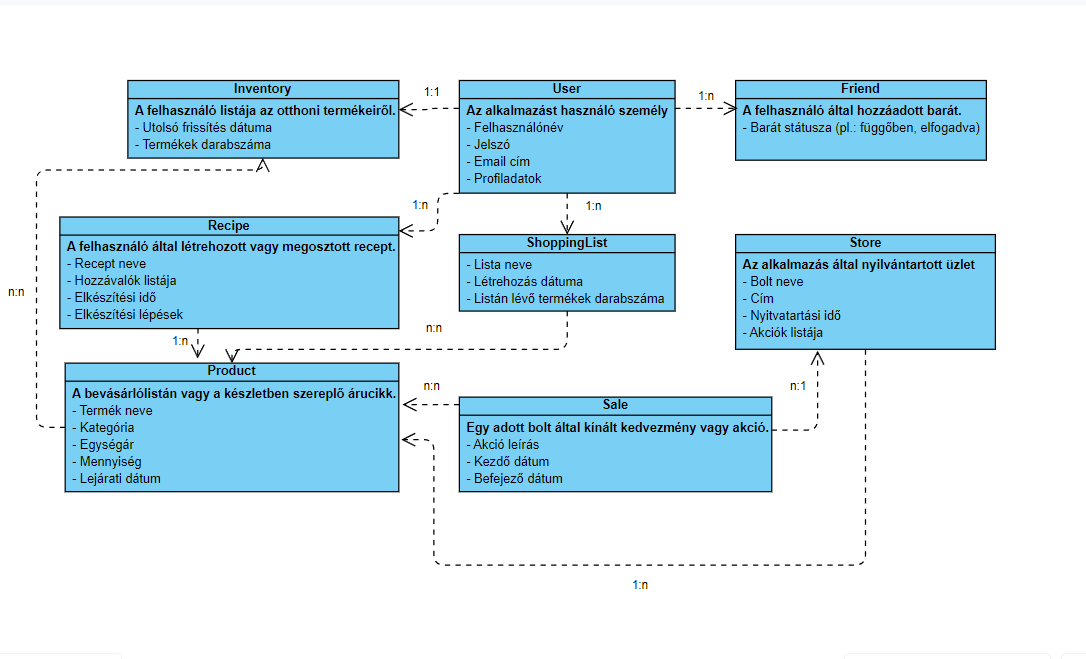 Inventory
A felhasználó listája az otthoni termékeiről.
- Utolsó frissítés dátuma
- Termékek darabszáma
1:1
User
Az alkalmazást használó személy
- Felhasználónév
- Jelszó
- Email cím
- Profiladatok
1:n
Friend
A felhasználó által hozzáadott barát.
- Barát státusza (pl.: függőben, elfogadva)
1:n
1:n
Recipe
A felhasználó által létrehozott vagy megosztott recept.
- Recept neve
- Hozzávalók listája
- Elkészítési idő
- Elkészítési lépések
ShoppingList
- Lista neve
- Létrehozás dátuma
- Listán lévő termékek darabszáma
Store
Az alkalmazás által nyilvántartott üzlet
- Bolt neve
- Cím
- Nyitvatartási idő
- Akciók listája
n:n
1:n
n:n
Product
A bevásárlólistán vagy a készletben szereplő árucikk.
- Termék neve
- Kategória
- Egységár
- Mennyiség
- Lejárati dátum
n:n
n:1
Sale
Egy adott bolt által kínált kedvezmény vagy akció.
- Akció leírás
- Kezdő dátum
- Befejező dátum
1:n